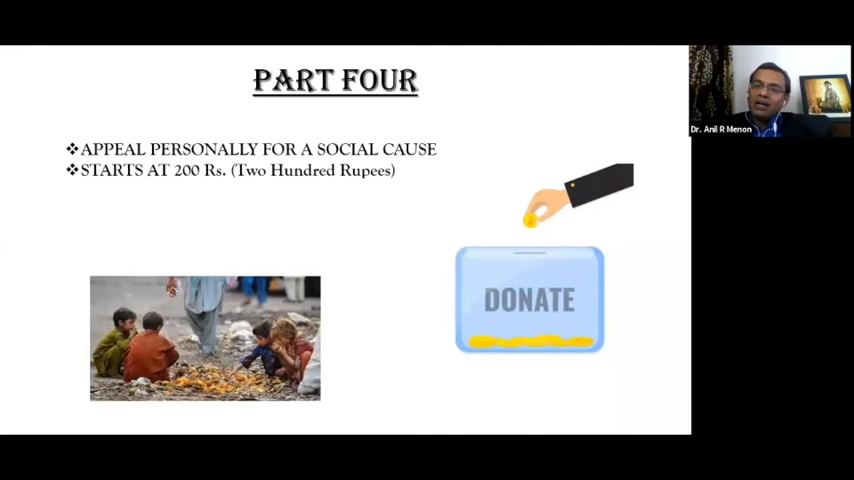 PART FOUR
❖APPEAL PERSONALLY FOR A SOCIAL CAUSE
❖STARTS AT 200 Rs. (Two Hundred Rupees)
DONATE
Dr. Anil R Menon